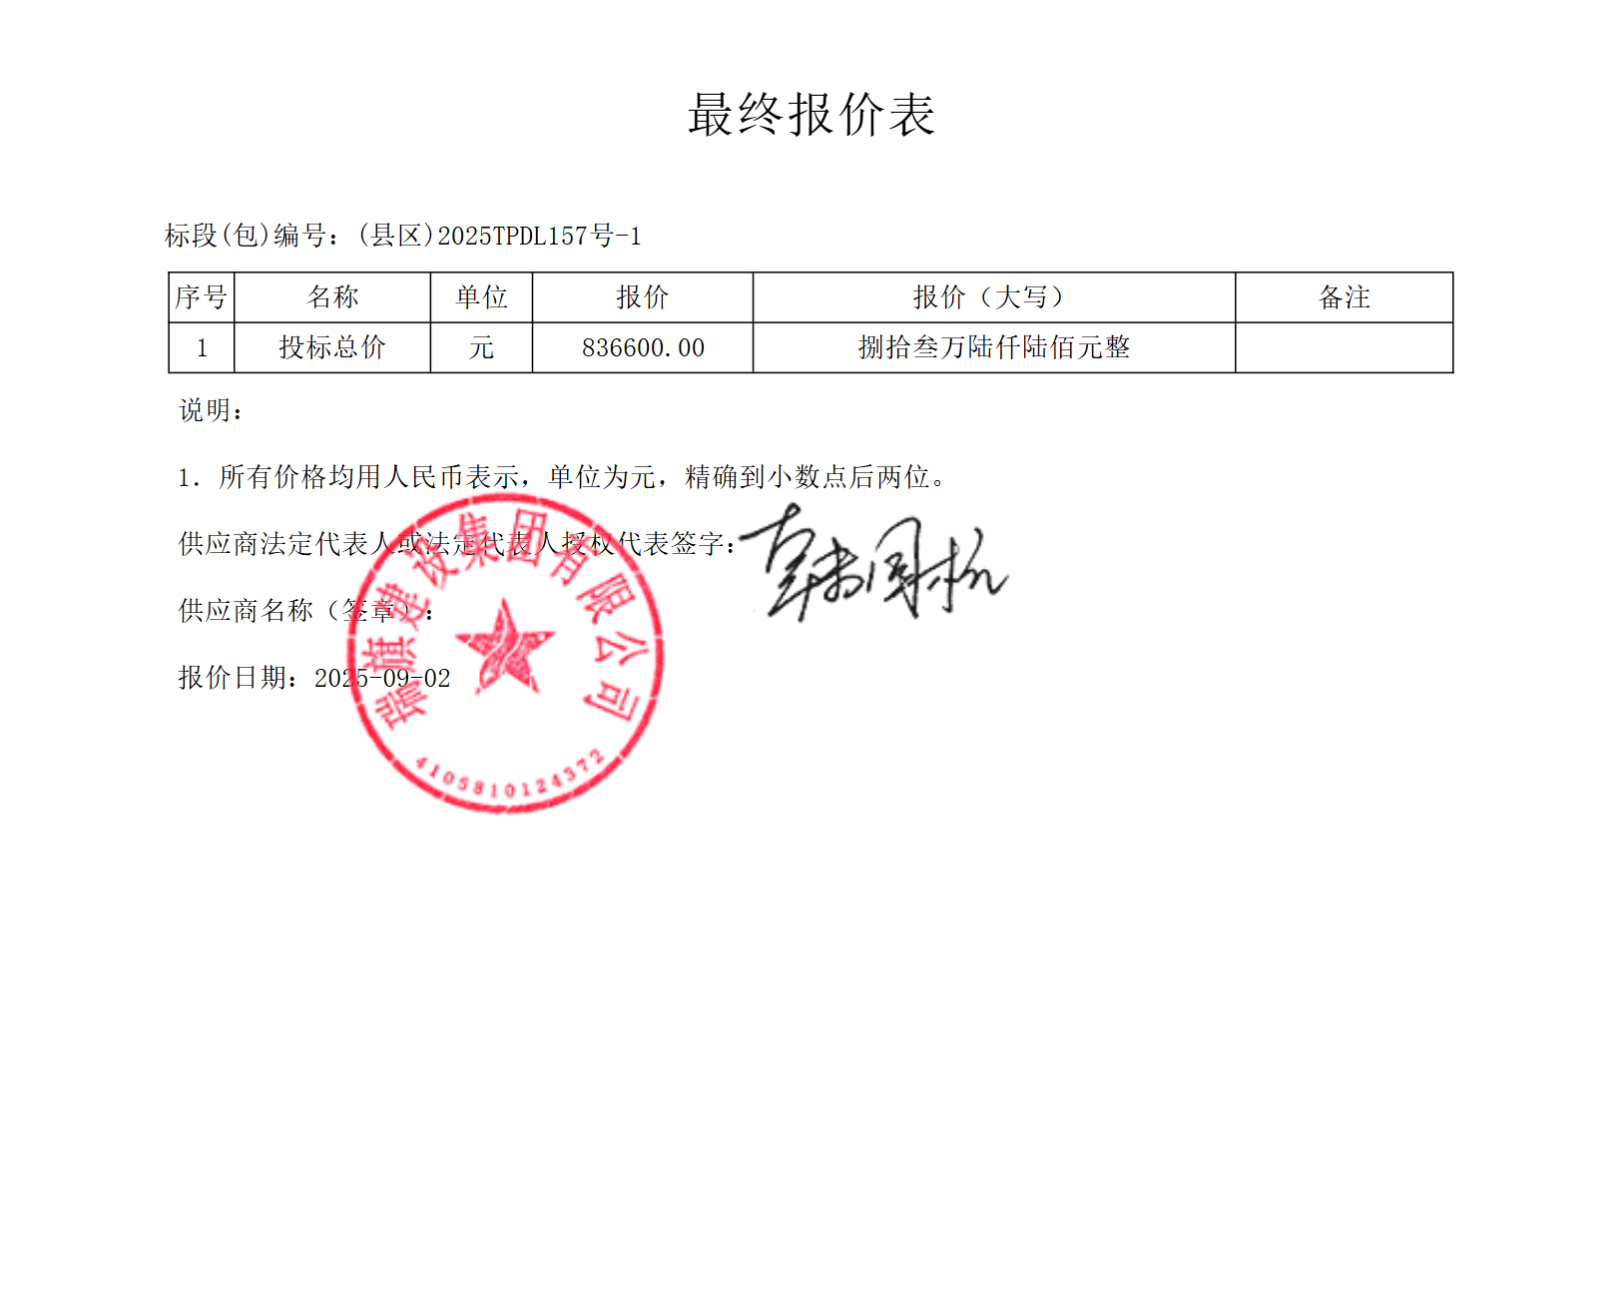 最终报价表
标段(包)编号：(县区)2025TPDL157号-1
序号 名称 单位 报价 报价（大写） 备注
1 投标总价 元 836600.00 捌拾叁万陆仟陆佰元整
说明：
1．所有价格均用人民币表示，单位为元，精确到小数点后两位。
供应商法定代表人或法定代表人授权代表签字：
供应商名称（签章）：
报价日期：2025-09-02
瑞旗建设集团有限公司
4105810124372